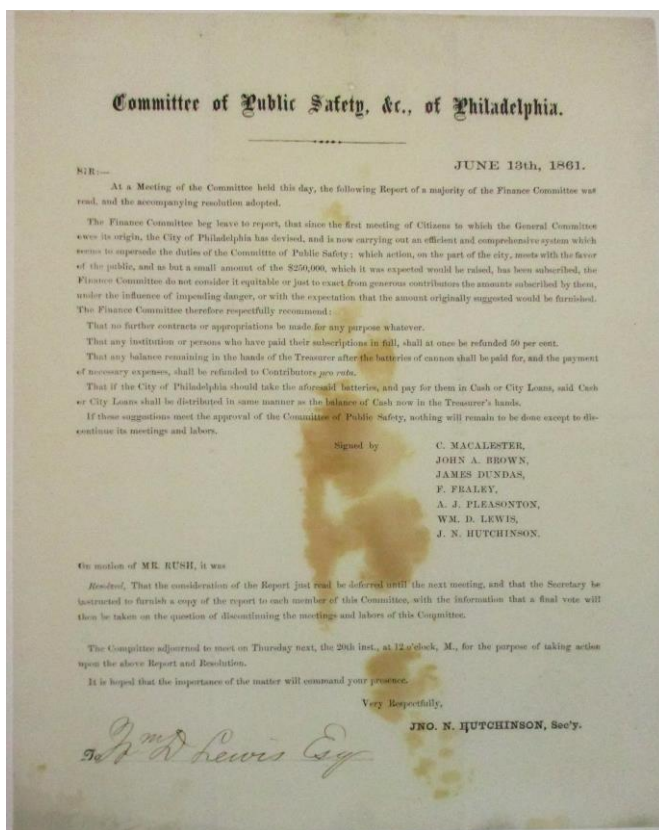 Committee of Public Safety, &c., of Philadelphia.
JUNE 13th, 1861.
SIR:—
At a Meeting of the Committee held this day, the following Report of a majority of the Finance Committee was
read, and the accompanying resolution adopted.
The Finance Committee beg leave to report, that since the first meeting of Citizens to which the General Committee
owes its origin, the City of Philadelphia has devised, and is now carrying out an efficient and comprehensive system which
seems to supersede the duties of the Committte of Public Safety: which action, on the part of the city, meets with the favor
of the public, and as but a small amount of the $250,000, which it was expected would be raised, has been subscribed, the
Finance Committee do not consider it equitable or just to exact from generous contributors the amounts subscribed by them,
under the influence of impending danger, or with the expectation that the amount originally suggested would be furnished.
The Finance Committee therefore respectfully recommend:
That no further contracts or appropriations be made for any purpose whatever.
That any institution or persons who have paid their subscriptions in full, shall at once be refunded 50 per cent.
That any balance remaining in the hands of the Treasurer after the batteries of cannon shall be paid for, and the payment
of necessary expenses, shall be refunded to Contributors pro rata.
That if the City of Philadelphia should take the aforesaid batteries, and pay for them in Cash or City Loans, said Cash
or City Loans shall be distributed in same manner as the balance of Cash now in the Treasurer's hands.
If these suggestions meet the approval of the Committee of Public Safety, nothing will remain to be done except to dis-
continue its meetings and labors.
Signed by C. MACALESTER,
JOHN A. BROWN,
JAMES DUNDAS,
F. FRALEY,
A. J. PLEASONTON,
WM. D. LEWIS,
J. N. HUTCHINSON.
On motion of MR. RUSH, it was
Resolved, That the consideration of the Report just read be deferred until the next meeting, and that the Secretary be
instructed to furnish a copy of the report to each member of this Committee, with the information that a final vote will
then be taken on the question of discontinuing the meetings and labors of this Committee.
The Committee adjourned to meet on Thursday next, the 20th inst., at 12 o'clock, M., for the purpose of taking action
upon the above Report and Resolution.
It is hoped that the importance of the matter will command your presence.
Very Respectfully,
JNO. N. HUTCHINSON, Sec'y.
To Wm D Lewis Esq